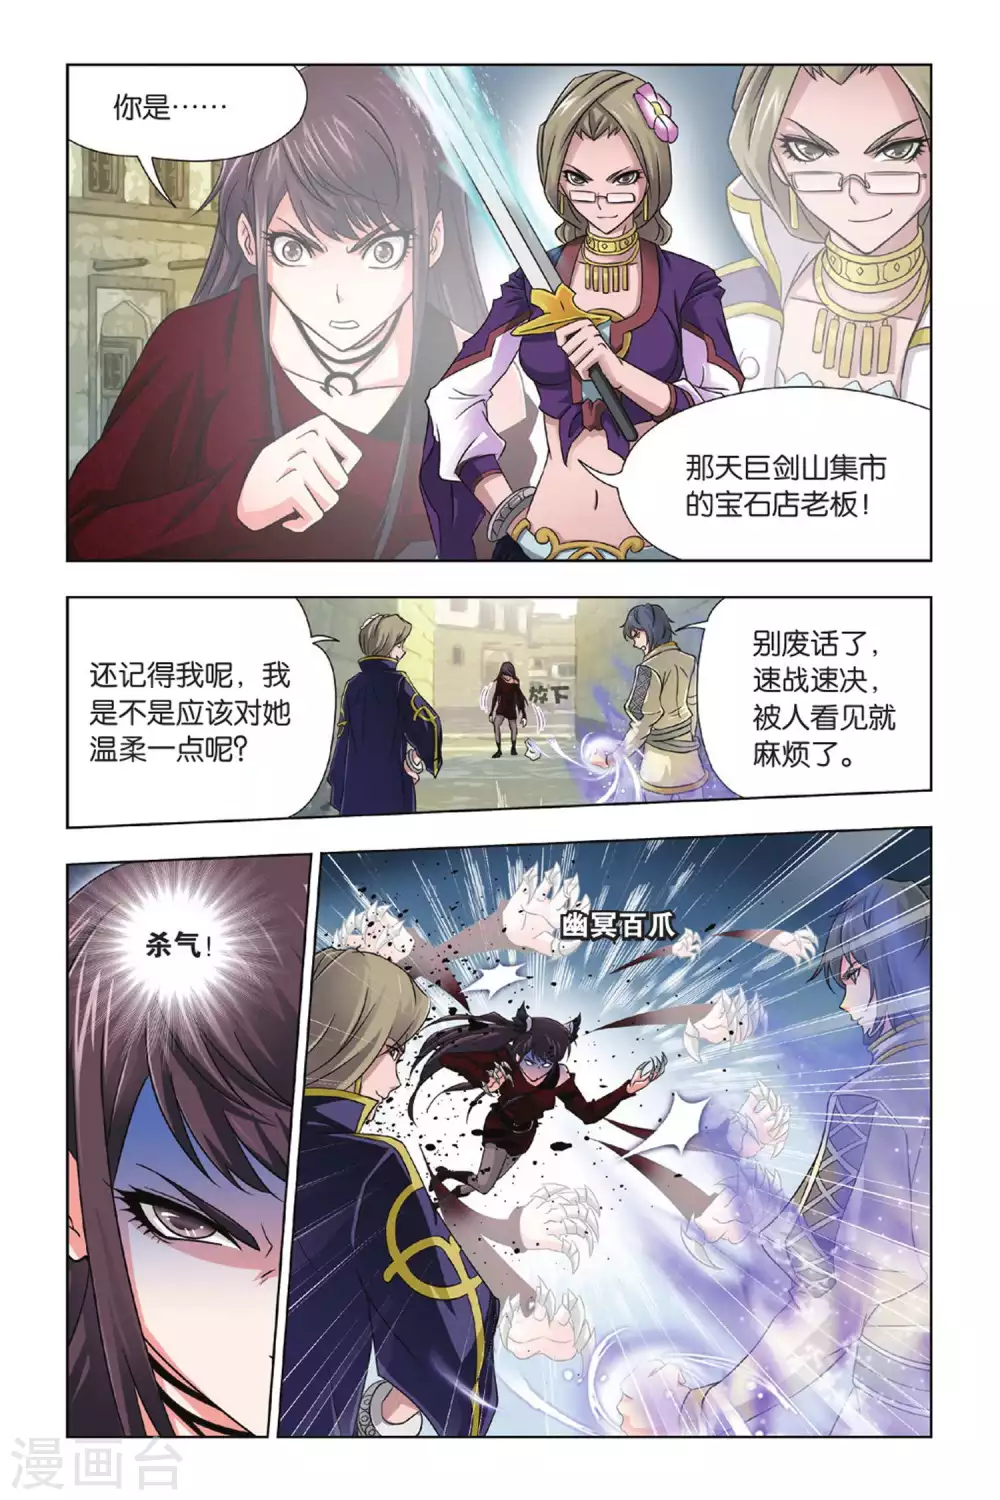 你是……
那天巨剑山集市
的宝石店老板！
还记得我呢，我
是不是应该对她
温柔一点呢？
放下
别废话了，
速战速决，
被人看见就
麻烦了。
杀气！
幽冥百爪
漫画台